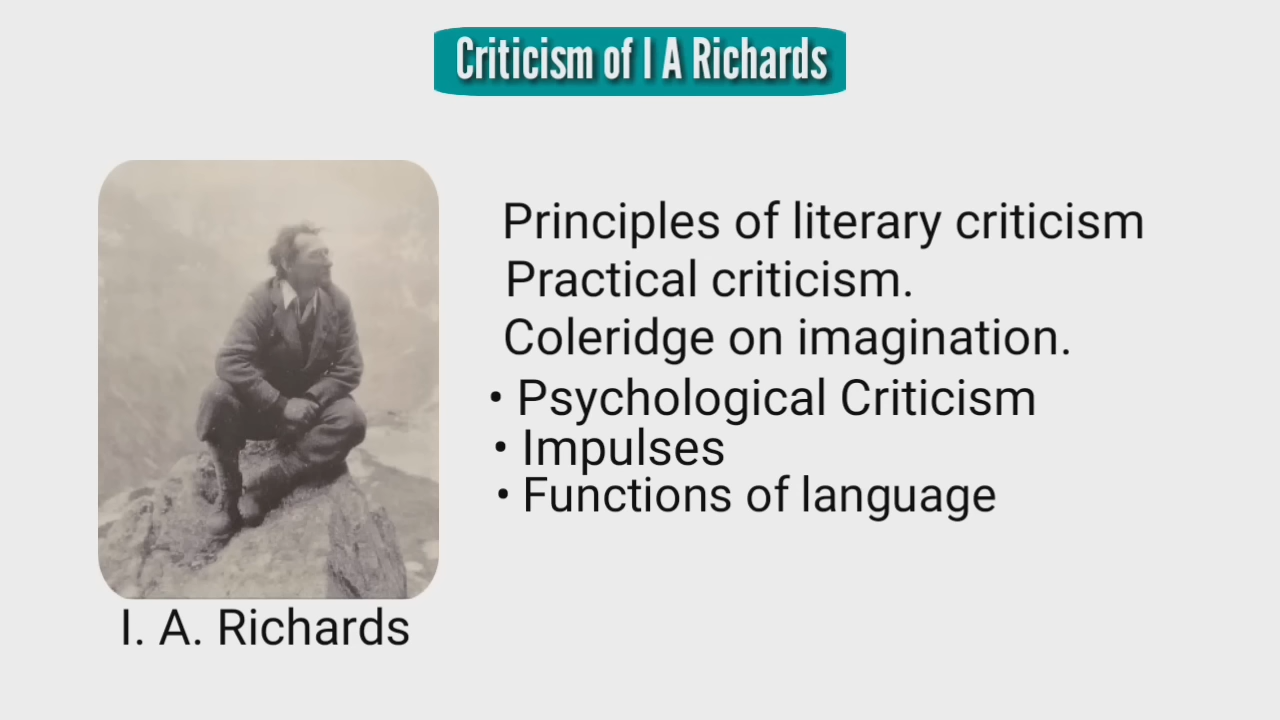 Criticism of I A Richards
Principles of literary criticism
Practical criticism.
Coleridge on imagination.
• Psychological Criticism
• Impulses
• Functions of language
I. A. Richards